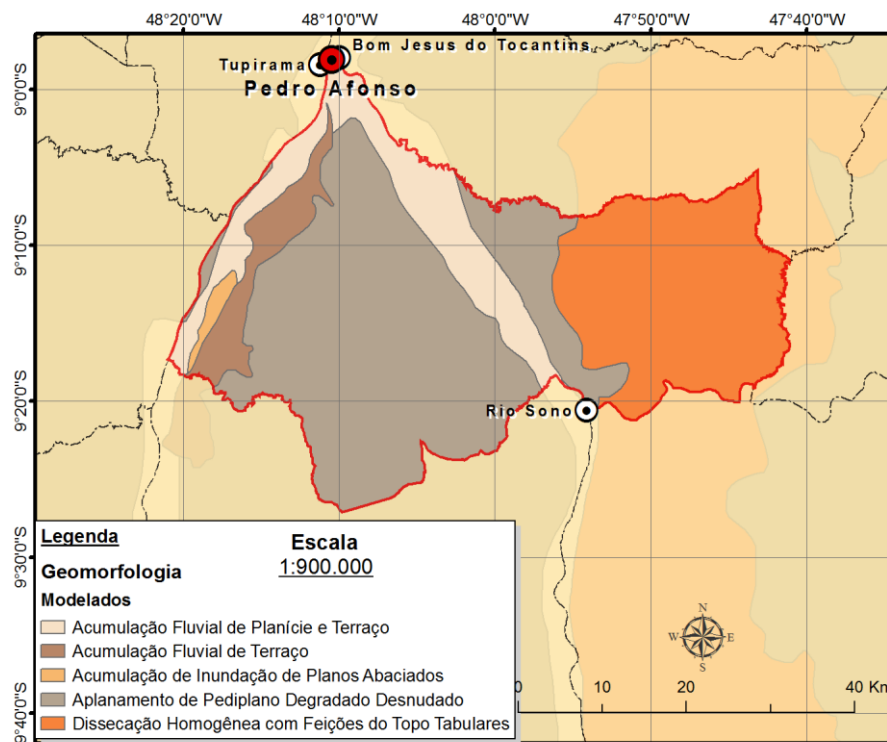 48°20'0"W 48°10'0"W 48°0'0"W 47°50'0"W 47°40'0"W
Bom Jesus do Tocantins
Tupirama
Pedro Afonso
9°0'0"S
9°10'0"S
9°20'0"S
Rio Sono
9°30'0"S
9°40'0"S
Legenda
Escala
1:900.000
Geomorfologia
Modelados
Acumulação Fluvial de Planície e Terraço
Acumulação Fluvial de Terraço
Acumulação de Inundação de Planos Abaciados
Aplanamento de Pediplano Degradado Desnudado
Dissecação Homogênea com Feições do Topo Tabulares
N
W E
S
0 10 20 40 Km